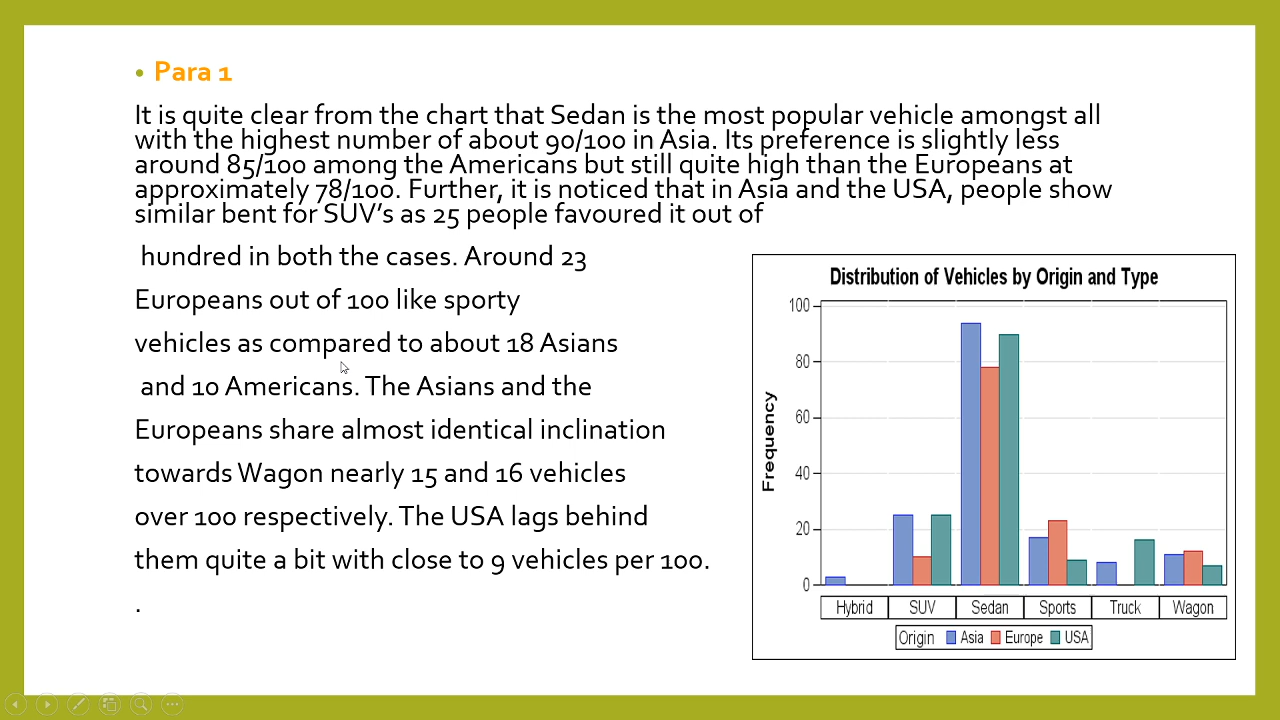 • Para 1
It is quite clear from the chart that Sedan is the most popular vehicle amongst all
with the highest number of about 90/100 in Asia. Its preference is slightly less
around 85/100 among the Americans but still quite high than the Europeans at
approximately 78/100. Further, it is noticed that in Asia and the USA, people show
similar bent for SUV's as 25 people favoured it out of
hundred in both the cases. Around 23
Europeans out of 100 like sporty
vehicles as compared to about 18 Asians
and 10 Americans. The Asians and the
Europeans share almost identical inclination
towards Wagon nearly 15 and 16 vehicles
over 100 respectively. The USA lags behind
them quite a bit with close to 9 vehicles per 100.
.
Distribution of Vehicles by Origin and Type
Frequency
100
80
60
40
20
0
Hybrid SUV Sedan Sports Truck Wagon
Origin Asia Europe USA